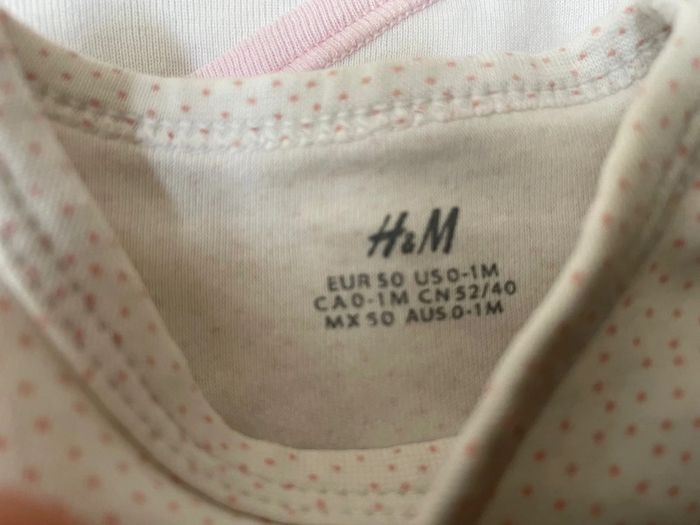 H&M
EUR 50 US 0-1M
CA 0-1M CN 52/40
MX 50 AUS 0-1M